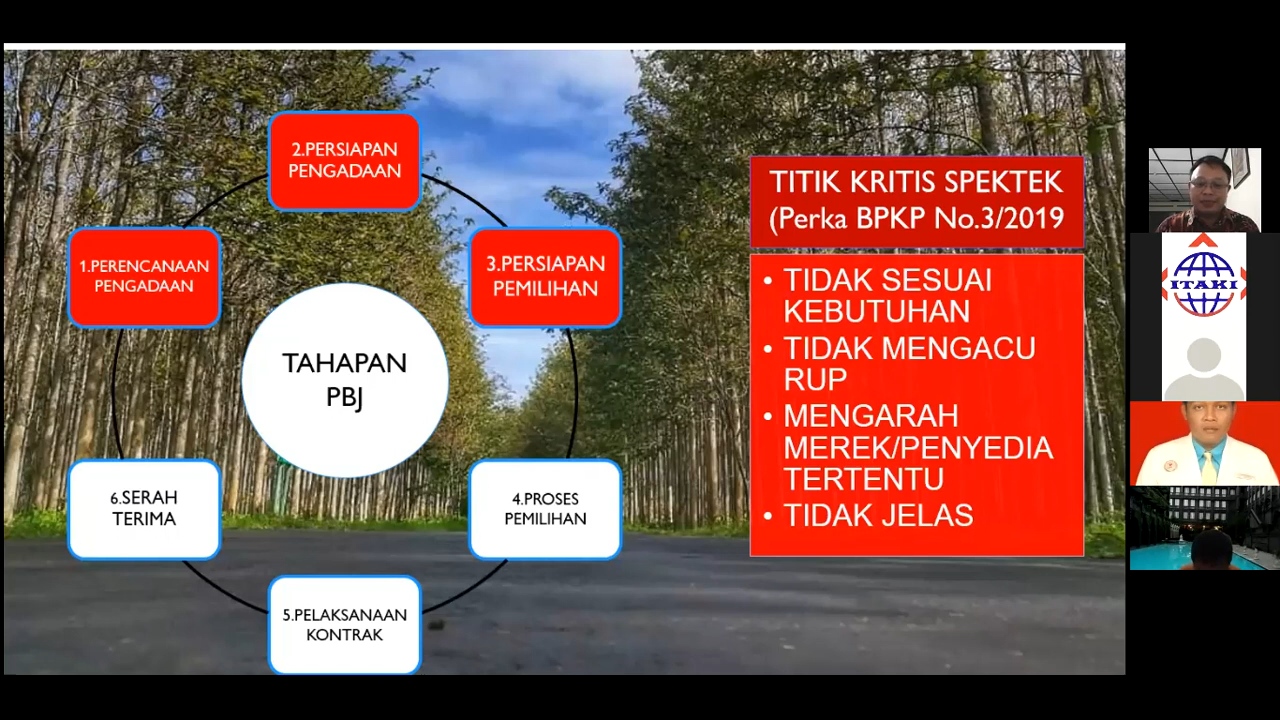 2.PERSIAPAN
PENGADAAN
1.PERENCANAAN
PENGADAAN
3.PERSIAPAN
PEMILIHAN
TAHAPAN
PBJ
6.SERAH
TERIMA
4.PROSES
PEMILIHAN
5.PELAKSANAAN
KONTRAK
TITIK KRITIS SPEKTEK
(Perka BPKP No.3/2019
• TIDAK SESUAI
KEBUTUHAN
• TIDAK MENGACU
RUP
• MENGARAH
MEREK/PENYEDIA
TERTENTU
• TIDAK JELAS
ITAKI